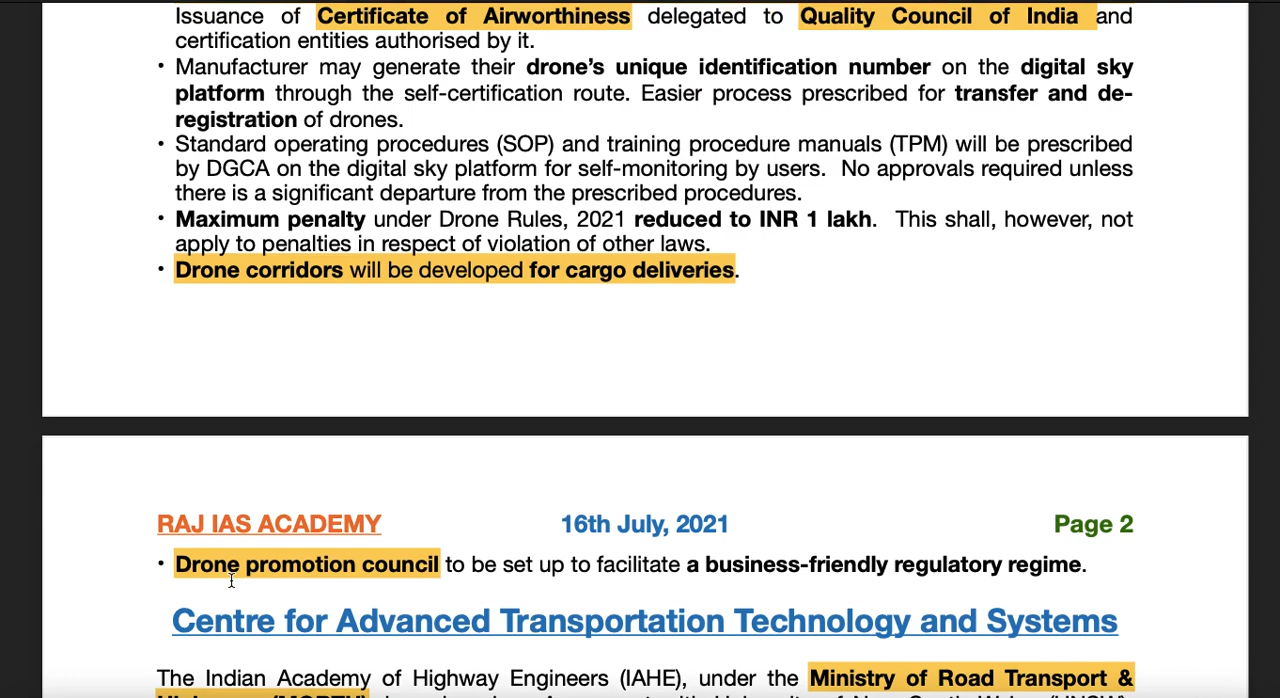 Issuance of Certificate of Airworthiness delegated to Quality Council of India and
certification entities authorised by it.
• Manufacturer may generate their drone's unique identification number on the digital sky
platform through the self-certification route. Easier process prescribed for transfer and de-
registration of drones.
• Standard operating procedures (SOP) and training procedure manuals (TPM) will be prescribed
by DGCA on the digital sky platform for self-monitoring by users. No approvals required unless
there is a significant departure from the prescribed procedures.
• Maximum penalty under Drone Rules, 2021 reduced to INR 1 lakh. This shall, however, not
apply to penalties in respect of violation of other laws.
• Drone corridors will be developed for cargo deliveries.
RAJ IAS ACADEMY 16th July, 2021 Page 2
• Drone promotion council to be set up to facilitate a business-friendly regulatory regime.
Centre for Advanced Transportation Technology and Systems
The Indian Academy of Highway Engineers (IAHE), under the Ministry of Road Transport &